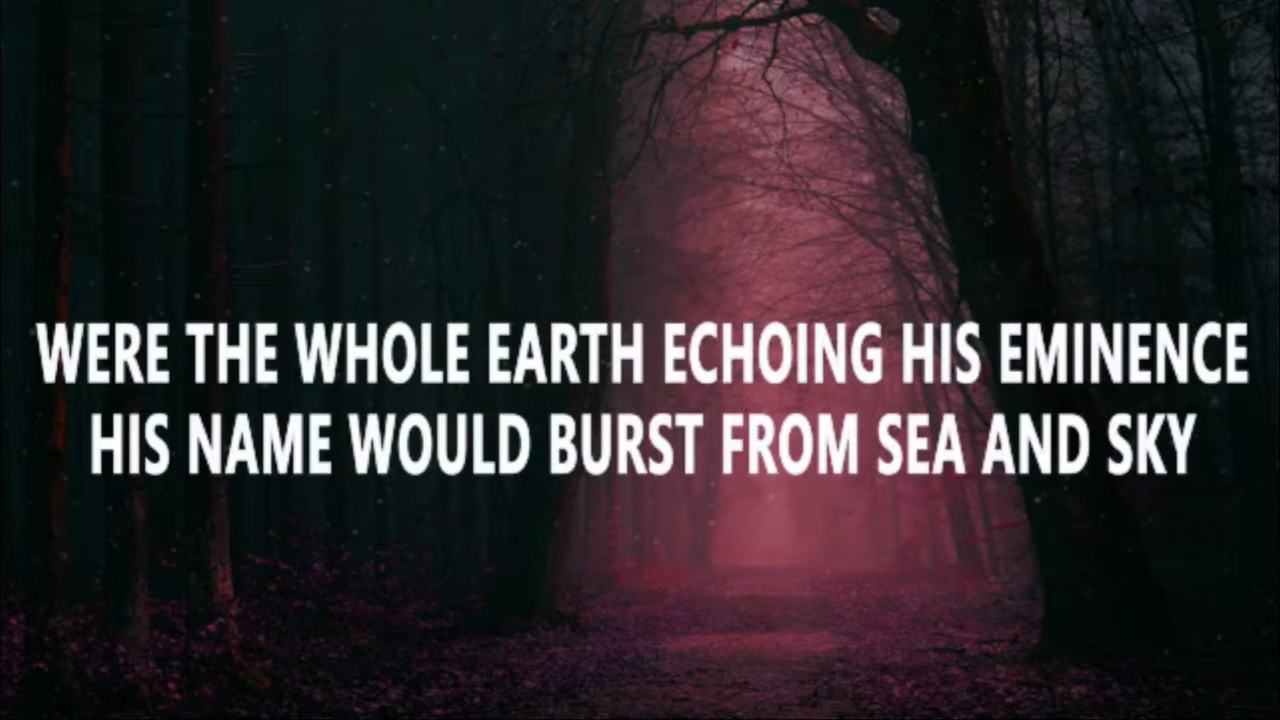 WERE THE WHOLE EARTH ECHOING HIS EMINENCE
HIS NAME WOULD BURST FROM SEA AND SKY